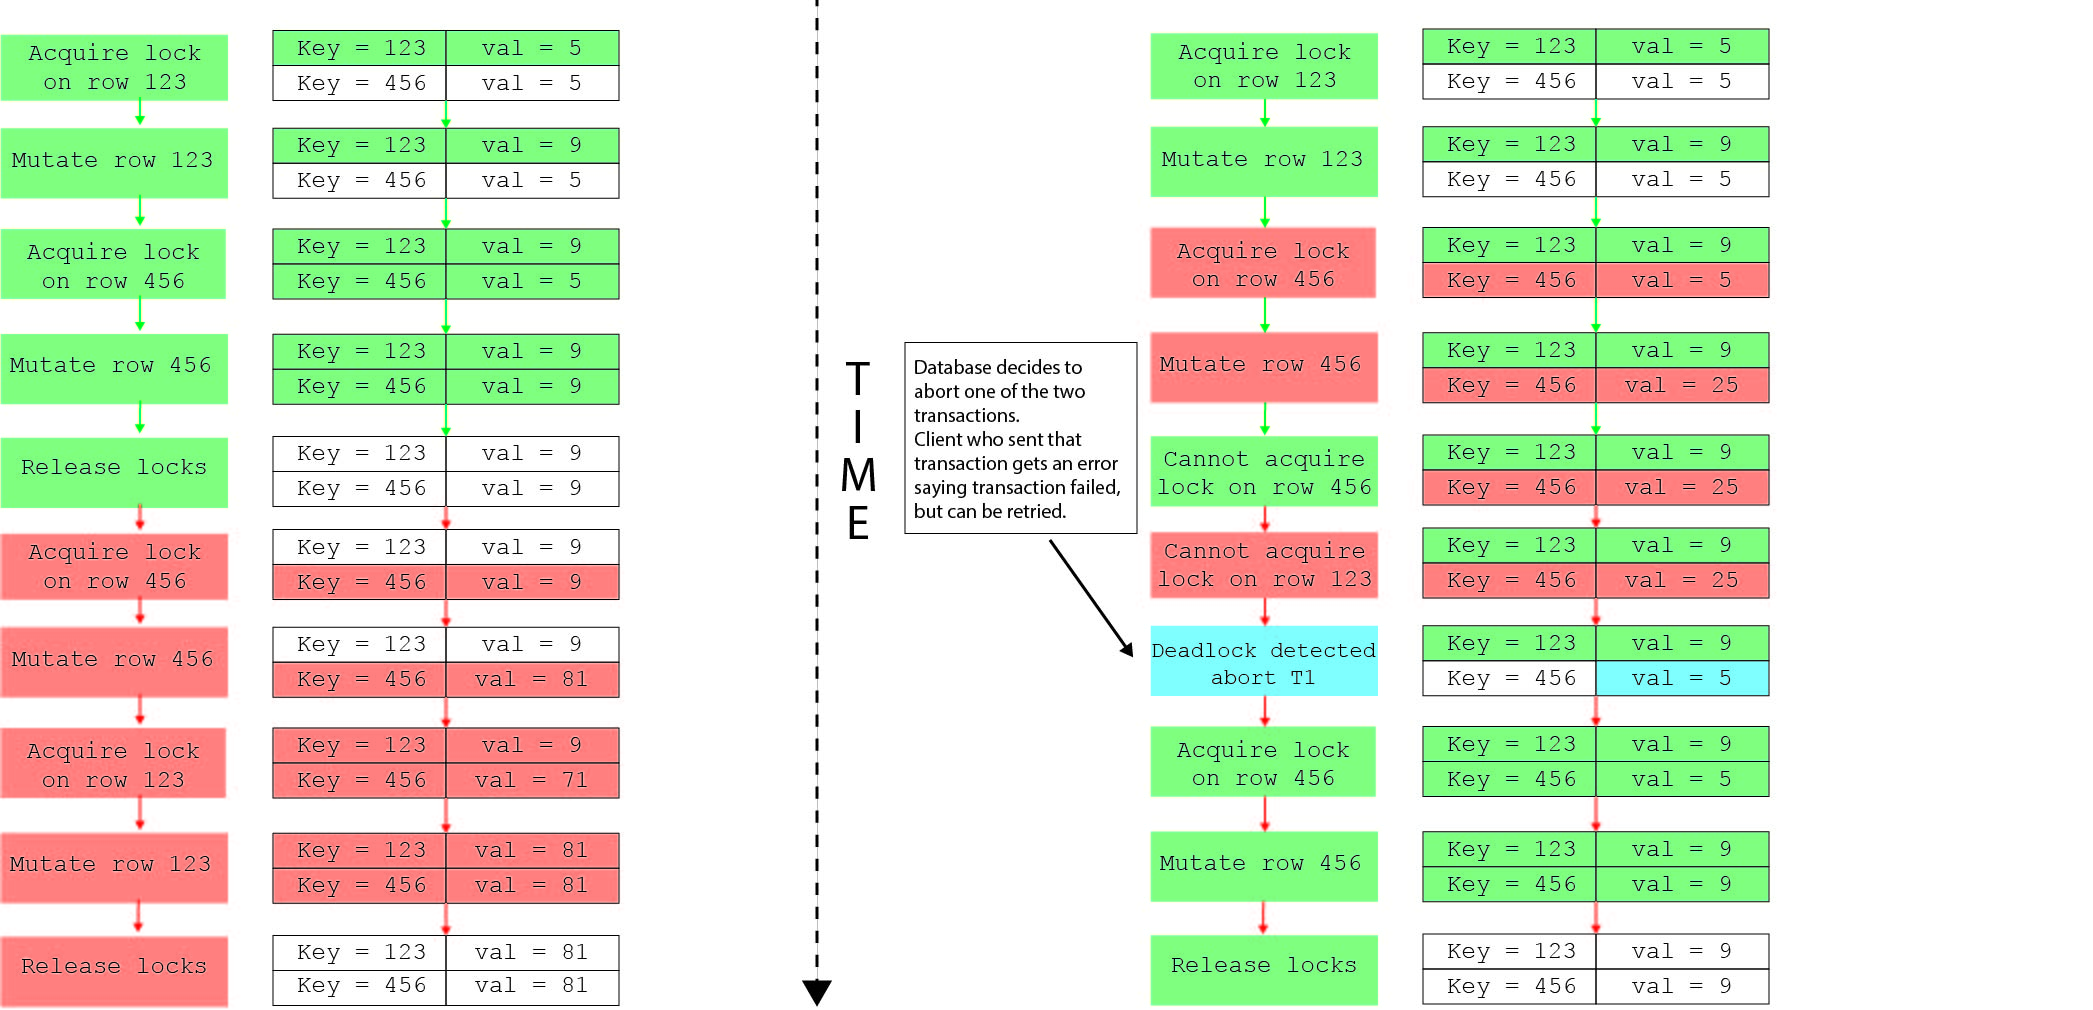 Acquire lock
on row 123
Key = 123 val = 5
Key = 456 val = 5
Mutate row 123
Key = 123 val = 9
Key = 456 val = 5
Acquire lock
on row 456
Key = 123 val = 9
Key = 456 val = 5
Mutate row 456
Key = 123 val = 9
Key = 456 val = 9
Release locks
Key = 123 val = 9
Key = 456 val = 9
Acquire lock
on row 456
Key = 123 val = 9
Key = 456 val = 9
Mutate row 456
Key = 123 val = 9
Key = 456 val = 81
Acquire lock
on row 123
Key = 123 val = 9
Key = 456 val = 71
Mutate row 123
Key = 123 val = 81
Key = 456 val = 81
Release locks
Key = 123 val = 81
Key = 456 val = 81
T
I
M
E
Database decides to
abort one of the two
transactions.
Client who sent that
transaction gets an error
saying transaction failed,
but can be retried.
Acquire lock
on row 123
Key = 123 val = 5
Key = 456 val = 5
Mutate row 123
Key = 123 val = 9
Key = 456 val = 5
Acquire lock
on row 456
Key = 123 val = 9
Key = 456 val = 5
Mutate row 456
Key = 123 val = 9
Key = 456 val = 25
Cannot acquire
lock on row 456
Key = 123 val = 9
Key = 456 val = 25
Cannot acquire
lock on row 123
Key = 123 val = 9
Key = 456 val = 25
Deadlock detected
abort T1
Key = 123 val = 9
Key = 456 val = 5
Acquire lock
on row 456
Key = 123 val = 9
Key = 456 val = 5
Mutate row 456
Key = 123 val = 9
Key = 456 val = 9
Release locks
Key = 123 val = 9
Key = 456 val = 9